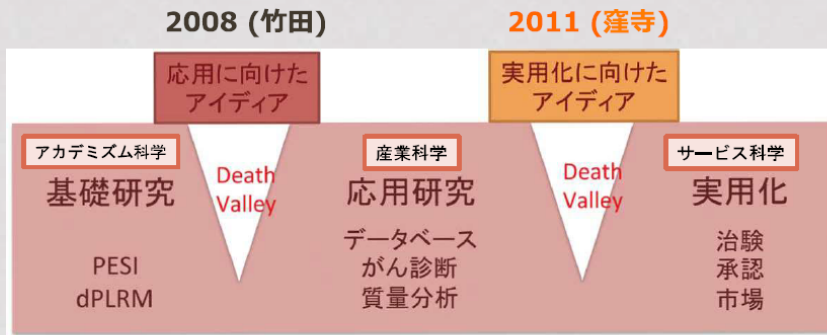 2008 (竹田)
2011 (窪寺)
応用に向けた
アイディア
実用化に向けた
アイディア
アカデミズム科学
基礎研究
PESI
dPLRM
Death
Valley
産業科学
応用研究
データベース
がん診断
質量分析
Death
Valley
サービス科学
実用化
治験
承認
市場